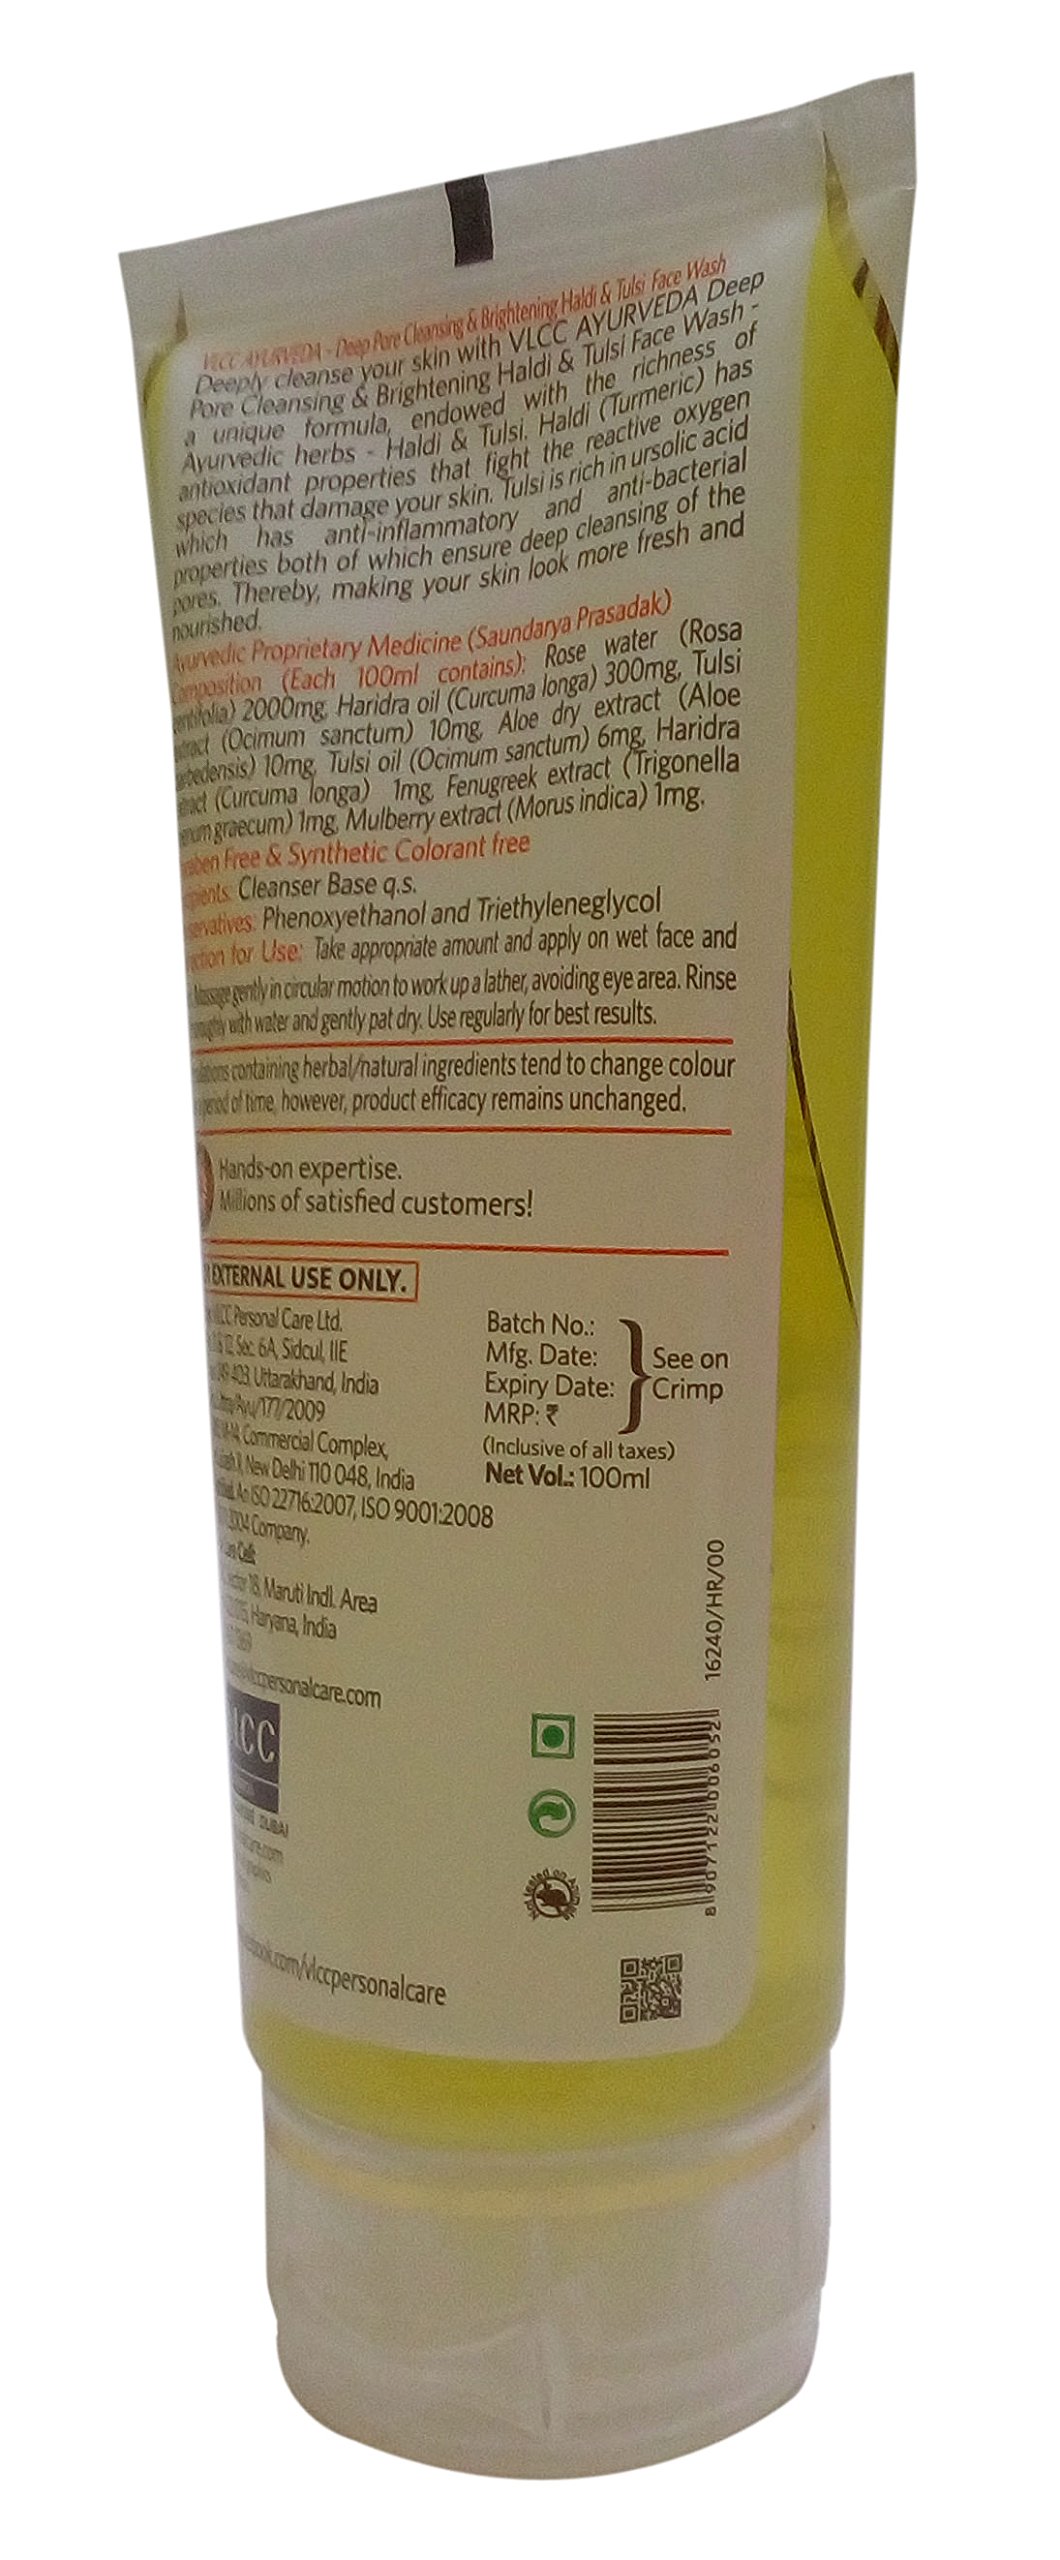 VLCC AYURVEDA - Deep Pore Cleansing & Brightening Haldi & Tulsi Face Wash
Deeply cleanse your skin with VLCC AYURVEDA Deep
Pore Cleansing & Brightening Haldi & Tulsi Face Wash -
a unique formula, endowed with the richness of
Ayurvedic herbs - Haldi & Tulsi. Haldi (Turmeric) has
antioxidant properties that fight the reactive oxygen
species that damage your skin. Tulsi is rich in ursolic acid
which has anti-inflammatory and anti-bacterial
properties both of which ensure deep cleansing of the
pores. Thereby, making your skin look more fresh and
nourished.
Ayurvedic Proprietary Medicine (Saundarya Prasadak)
Composition (Each 100ml contains): Rose water (Rosa
2000mg, Haridra oil (Curcuma longa) 300mg, Tulsi
(Ocimum sanctum) 10mg, Aloe dry extract (Aloe
10mg, Tulsi oil (Ocimum sanctum) 6mg, Haridra
(Curcuma longa) 1mg, Fenugreek extract (Trigonella
graecum) 1mg, Mulberry extract (Morus indica) 1mg.
Free & Synthetic Colorant free
Cleanser Base q.s.
Phenoxyethanol and Triethyleneglycol
for Use: Take appropriate amount and apply on wet face and
Massage gently in circular motion to work up a lather, avoiding eye area. Rinse
with water and gently pat dry. Use regularly for best results.
containing herbal/natural ingredients tend to change colour
period of time, however, product efficacy remains unchanged.
Hands-on expertise.
Millions of satisfied customers!
EXTERNAL USE ONLY.
VLCC Personal Care Ltd.
Sec. 6A, Sidcul, IIE
Uttarakhand, India
/177/2009
Commercial Complex,
New Delhi 110 048, India
An ISO 22716:2007, ISO 9001:2008
Company.
Maruti Indl. Area
Haryana, India
Batch No.:
Mfg. Date:
Expiry Date:
MRP: ₹
See on
Crimp
(Inclusive of all taxes)
Net Vol.: 100ml
16240/HR/00
DUBAI
8 907122 006052
Not tested on Animals
.com/vlccpersonalcare